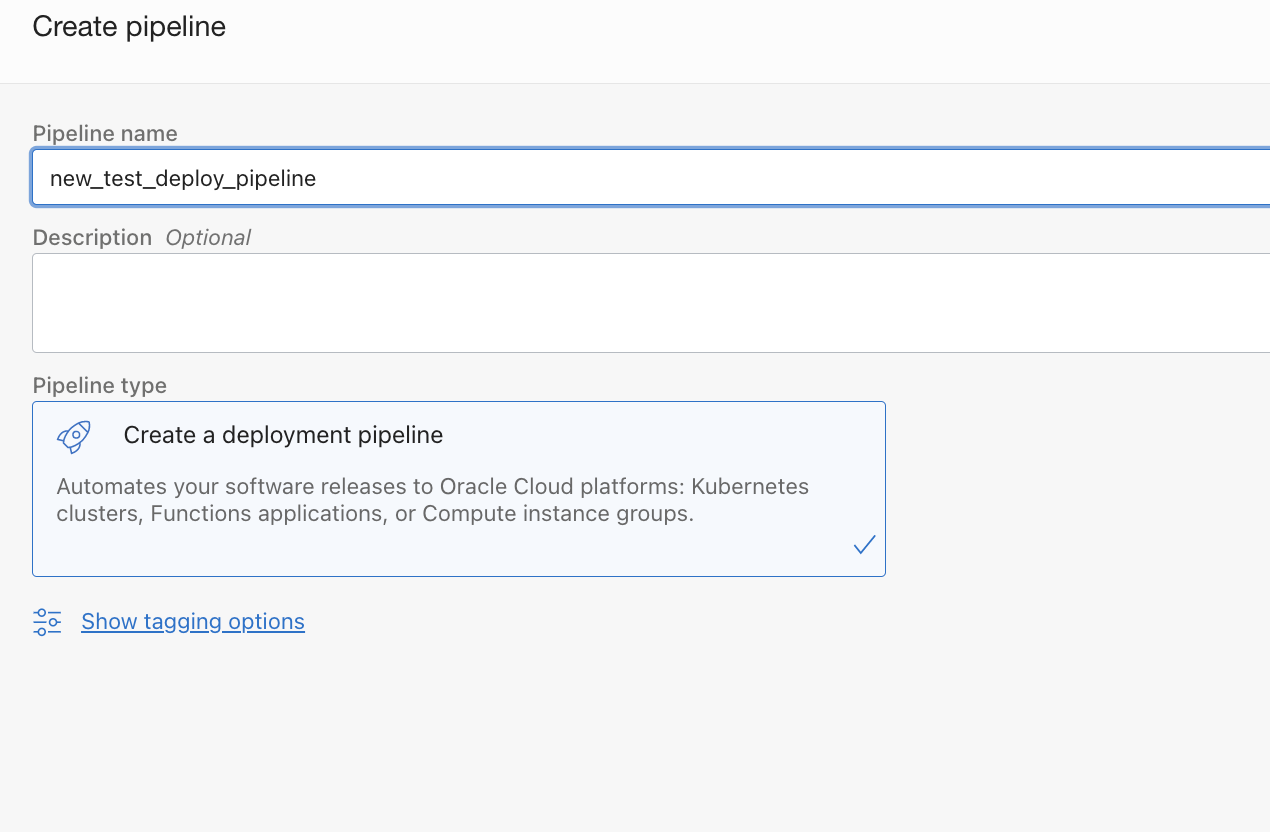 Create pipeline
Pipeline name
new_test_deploy_pipeline
Description Optional
Pipeline type
Create a deployment pipeline
Automates your software releases to Oracle Cloud platforms: Kubernetes
clusters, Functions applications, or Compute instance groups.
Show tagging options